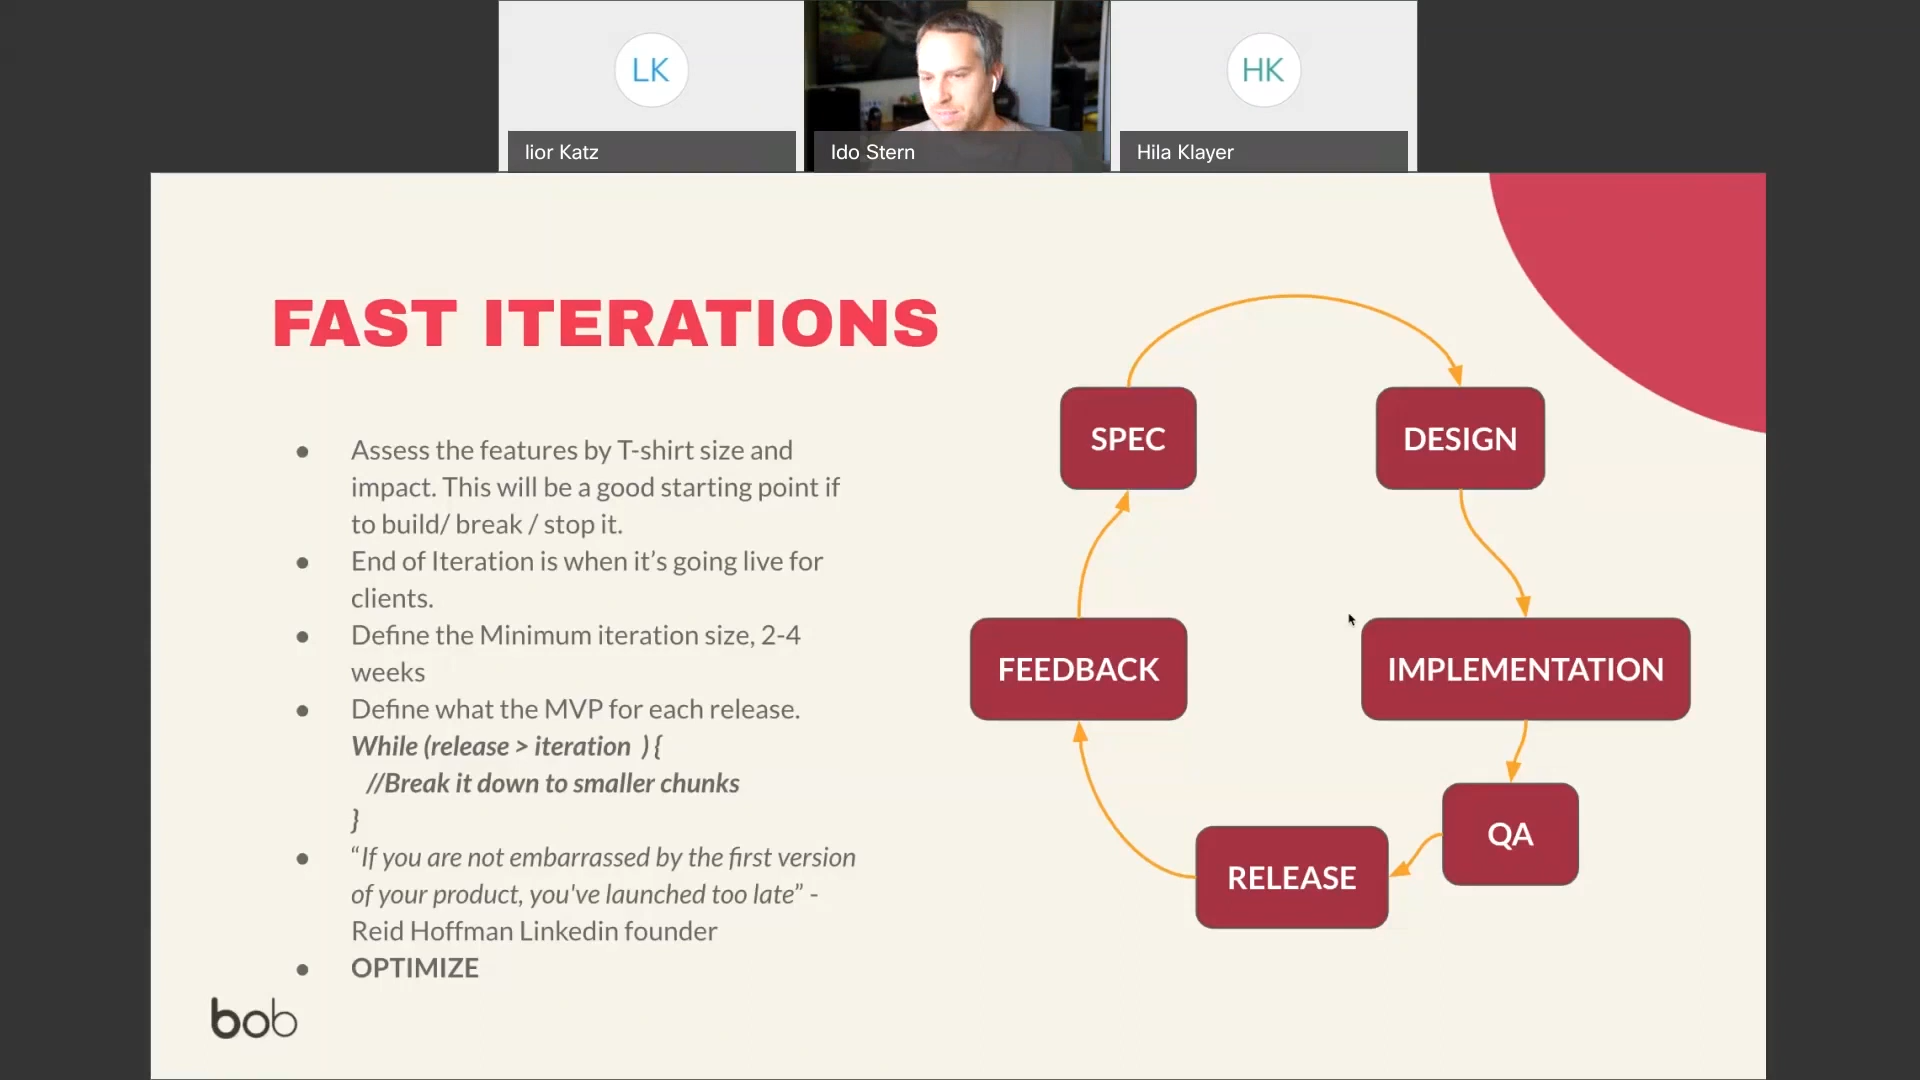 LK
HK
lior Katz
Ido Stern
Hila Klayer
FAST ITERATIONS
● Assess the features by T-shirt size and
impact. This will be a good starting point if
to build/ break / stop it.
● End of Iteration is when it’s going live for
clients.
● Define the Minimum iteration size, 2-4
weeks
● Define what the MVP for each release.
While (release > iteration ) {
//Break it down to smaller chunks
}
● “If you are not embarrassed by the first version
of your product, you've launched too late” -
Reid Hoffman Linkedin founder
● OPTIMIZE
bob
SPEC
DESIGN
IMPLEMENTATION
QA
RELEASE
FEEDBACK